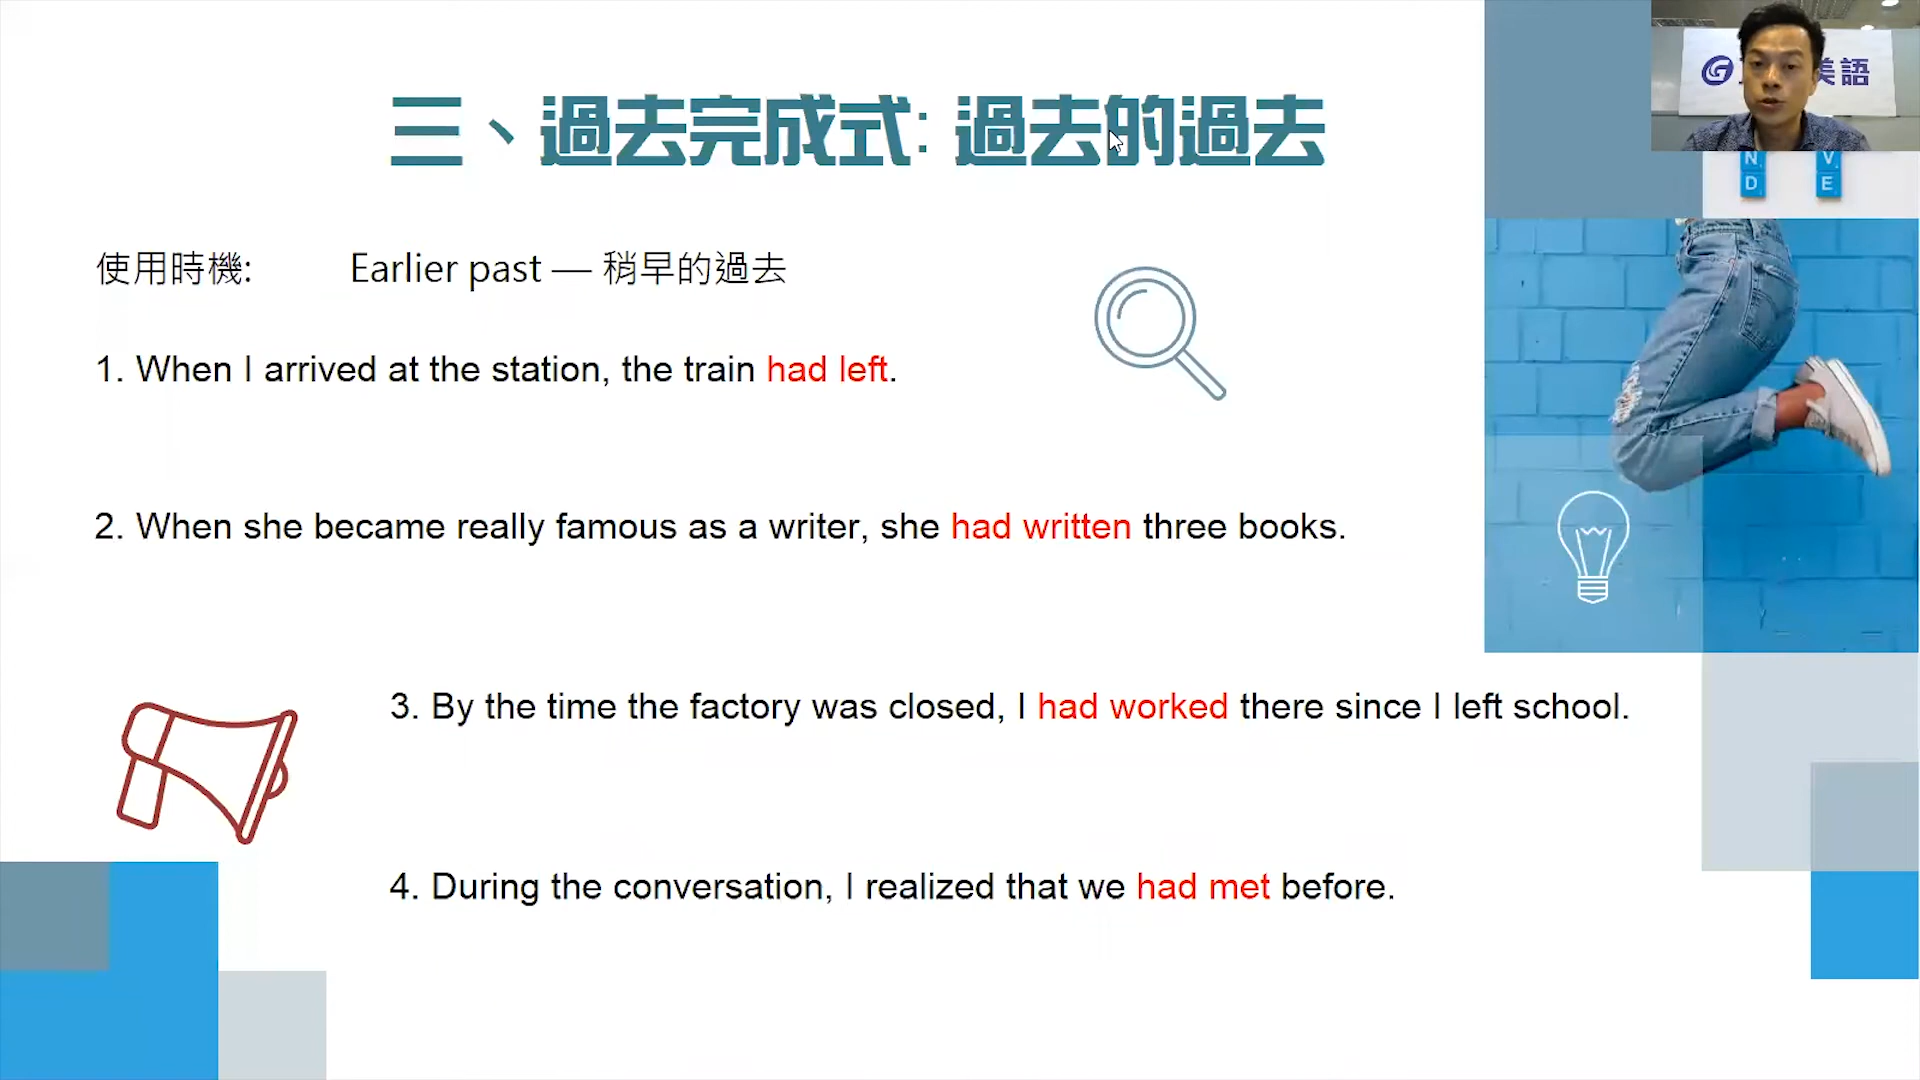 三、過去完成式: 過去的過去
美語
N
D
V
E
使用時機: Earlier past — 稍早的過去
1. When I arrived at the station, the train had left.
2. When she became really famous as a writer, she had written three books.
3. By the time the factory was closed, I had worked there since I left school.
4. During the conversation, I realized that we had met before.